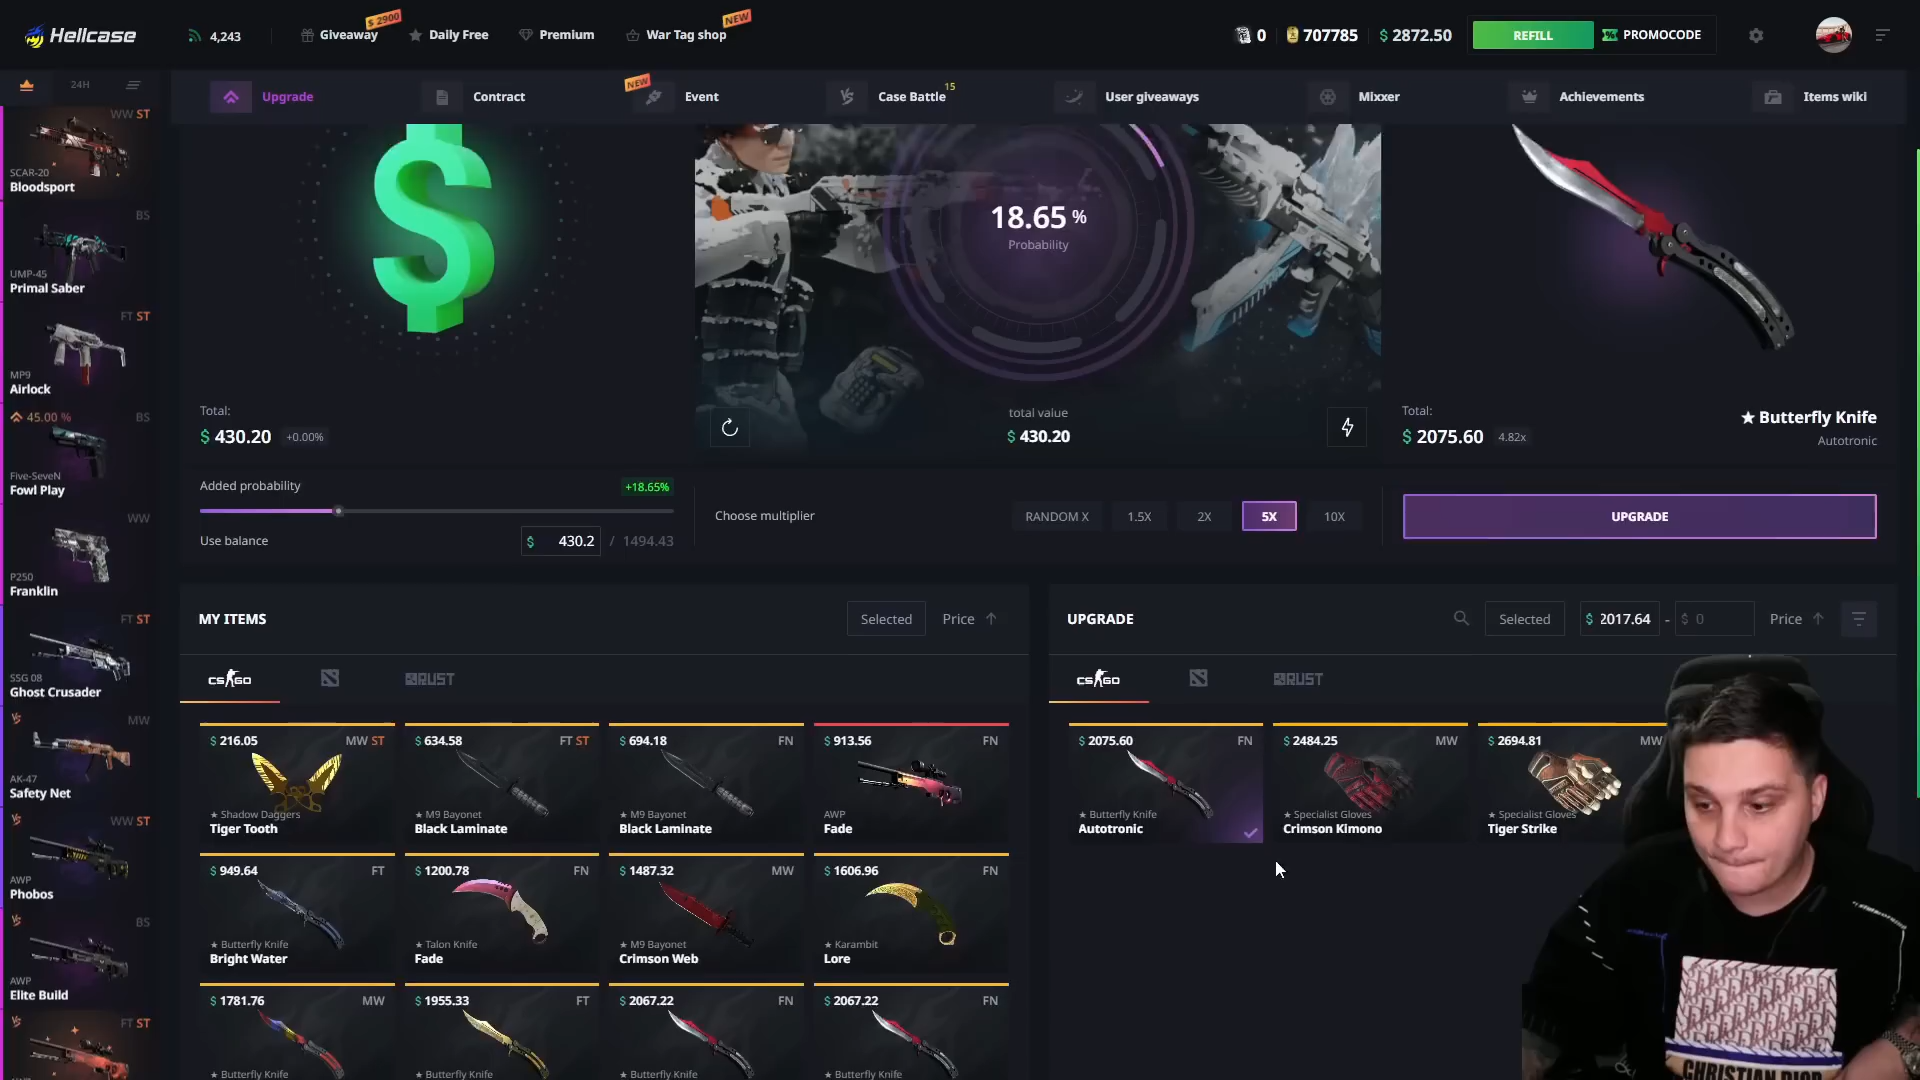 Hellcase
4,243
Giveaway
$ 2900
Daily Free
Premium
War Tag shop
NEW
0
707785
$ 2872.50
REFILL
PROMOCODE
24H
Upgrade
Contract
NEW
Event
Case Battle
15
User giveaways
Mixxer
Achievements
Items wiki
WW ST
SCAR-20
Bloodsport
BS
UMP-45
Primal Saber
FT ST
MP9
Airlock
45.00 %
BS
Five-SeveN
Fowl Play
WW
P250
Franklin
FT ST
SSG 08
Ghost Crusader
MW
AK-47
Safety Net
WW ST
AWP
Phobos
BS
AWP
Elite Build
FT ST
18.65 %
Probability
Total:
$ 430.20 +0.00%
total value
$ 430.20
Total:
$ 2075.60 4.82x
★ Butterfly Knife
Autotronic
Added probability
+18.65%
Use balance
$ 430.2 / 1494.43
Choose multiplier
RANDOM X
1.5X
2X
5X
10X
UPGRADE
MY ITEMS
Selected
Price
CS GO
RUST
$ 216.05 MW ST
★ Shadow Daggers
Tiger Tooth
$ 634.58 FT ST
★ M9 Bayonet
Black Laminate
$ 694.18 FN
★ M9 Bayonet
Black Laminate
$ 913.56 FN
AWP
Fade
$ 949.64 FT
★ Butterfly Knife
Bright Water
$ 1200.78 FN
★ Talon Knife
Fade
$ 1487.32 MW
★ M9 Bayonet
Crimson Web
$ 1606.96 FN
★ Karambit
Lore
$ 1781.76 MW
★ Butterfly Knife
$ 1955.33 FT
★ Butterfly Knife
$ 2067.22 FN
★ Butterfly Knife
$ 2067.22 FN
★ Butterfly Knife
UPGRADE
Selected
$ 2017.64 - $ 0
Price
CS GO
RUST
$ 2075.60 FN
★ Butterfly Knife
Autotronic
$ 2484.25 MW
★ Specialist Gloves
Crimson Kimono
$ 2694.81 MW
★ Specialist Gloves
Tiger Strike
CHRISTIAN DIOR